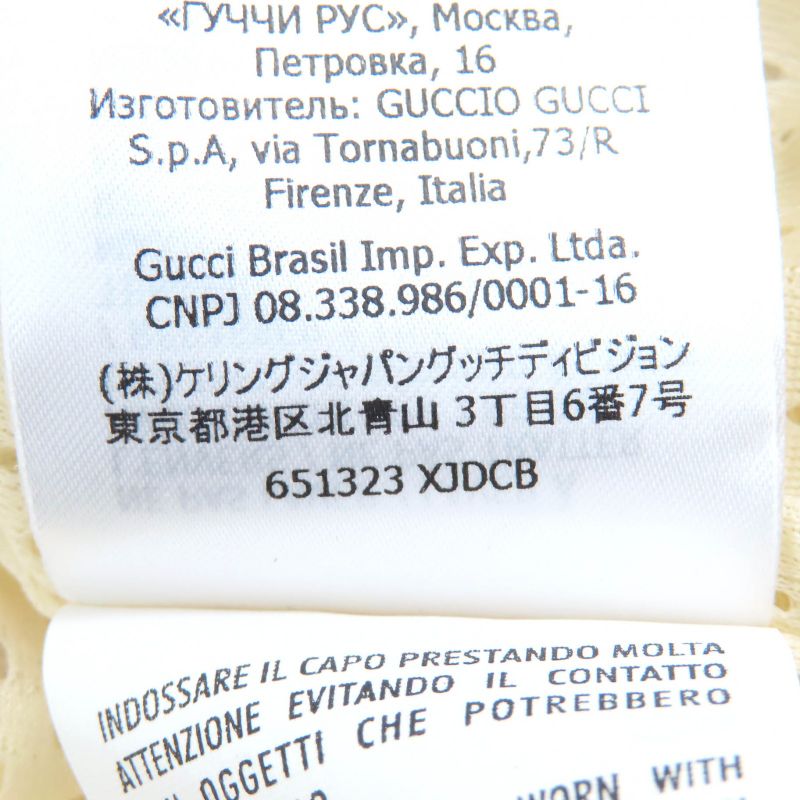 «ГУЧЧИ РУС», Москва,
Петровка, 16
Изготовитель: GUCCIO GUCCI
S.p.A, via Tornabuoni,73/R
Firenze, Italia
Gucci Brasil Imp. Exp. Ltda.
CNPJ 08.338.986/0001-16
(株)ケリングジャパングッチディビジョン
東京都港区北青山 3丁目6番7号
651323 XJDCB
INDOSSARE IL CAPO PRESTANDO MOLTA
ATTENZIONE EVITANDO IL CONTATTO
OGGETTI CHE POTREBBERO
WORN WITH